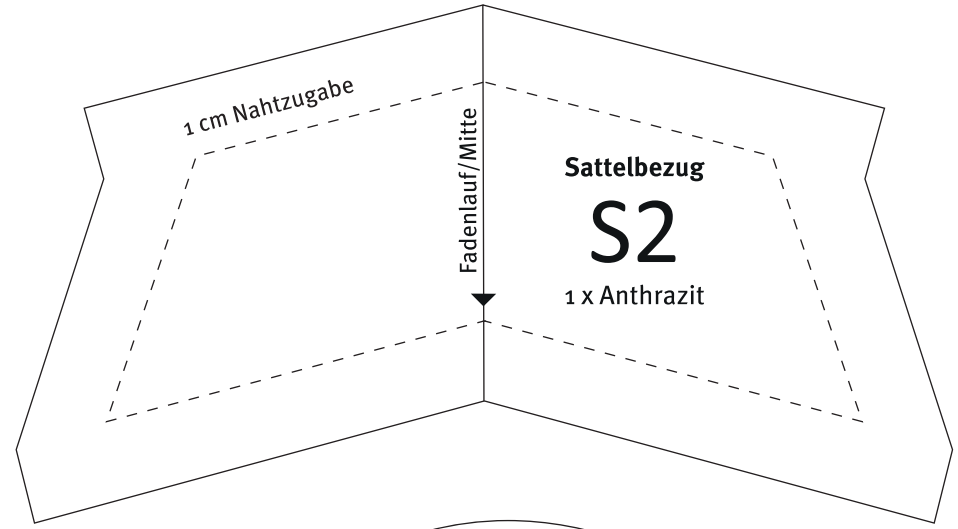 1 cm Nahtzugabe
Fadenlauf/Mitte
Sattelbezug
S2
1 x Anthrazit